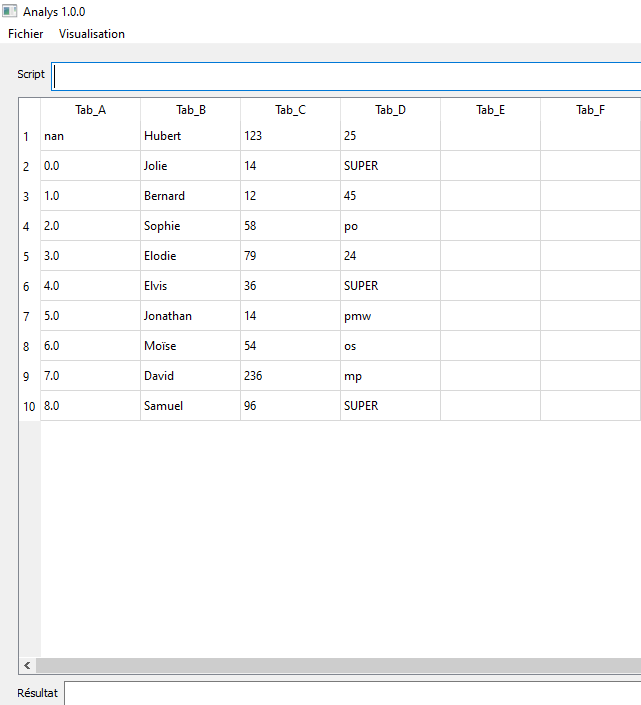 Analys 1.0.0
Fichier Visualisation
Script
Tab_A Tab_B Tab_C Tab_D Tab_E Tab_F
1 nan Hubert 123 25
2 0.0 Jolie 14 SUPER
3 1.0 Bernard 12 45
4 2.0 Sophie 58 po
5 3.0 Elodie 79 24
6 4.0 Elvis 36 SUPER
7 5.0 Jonathan 14 pmw
8 6.0 Moïse 54 os
9 7.0 David 236 mp
10 8.0 Samuel 96 SUPER
Résultat